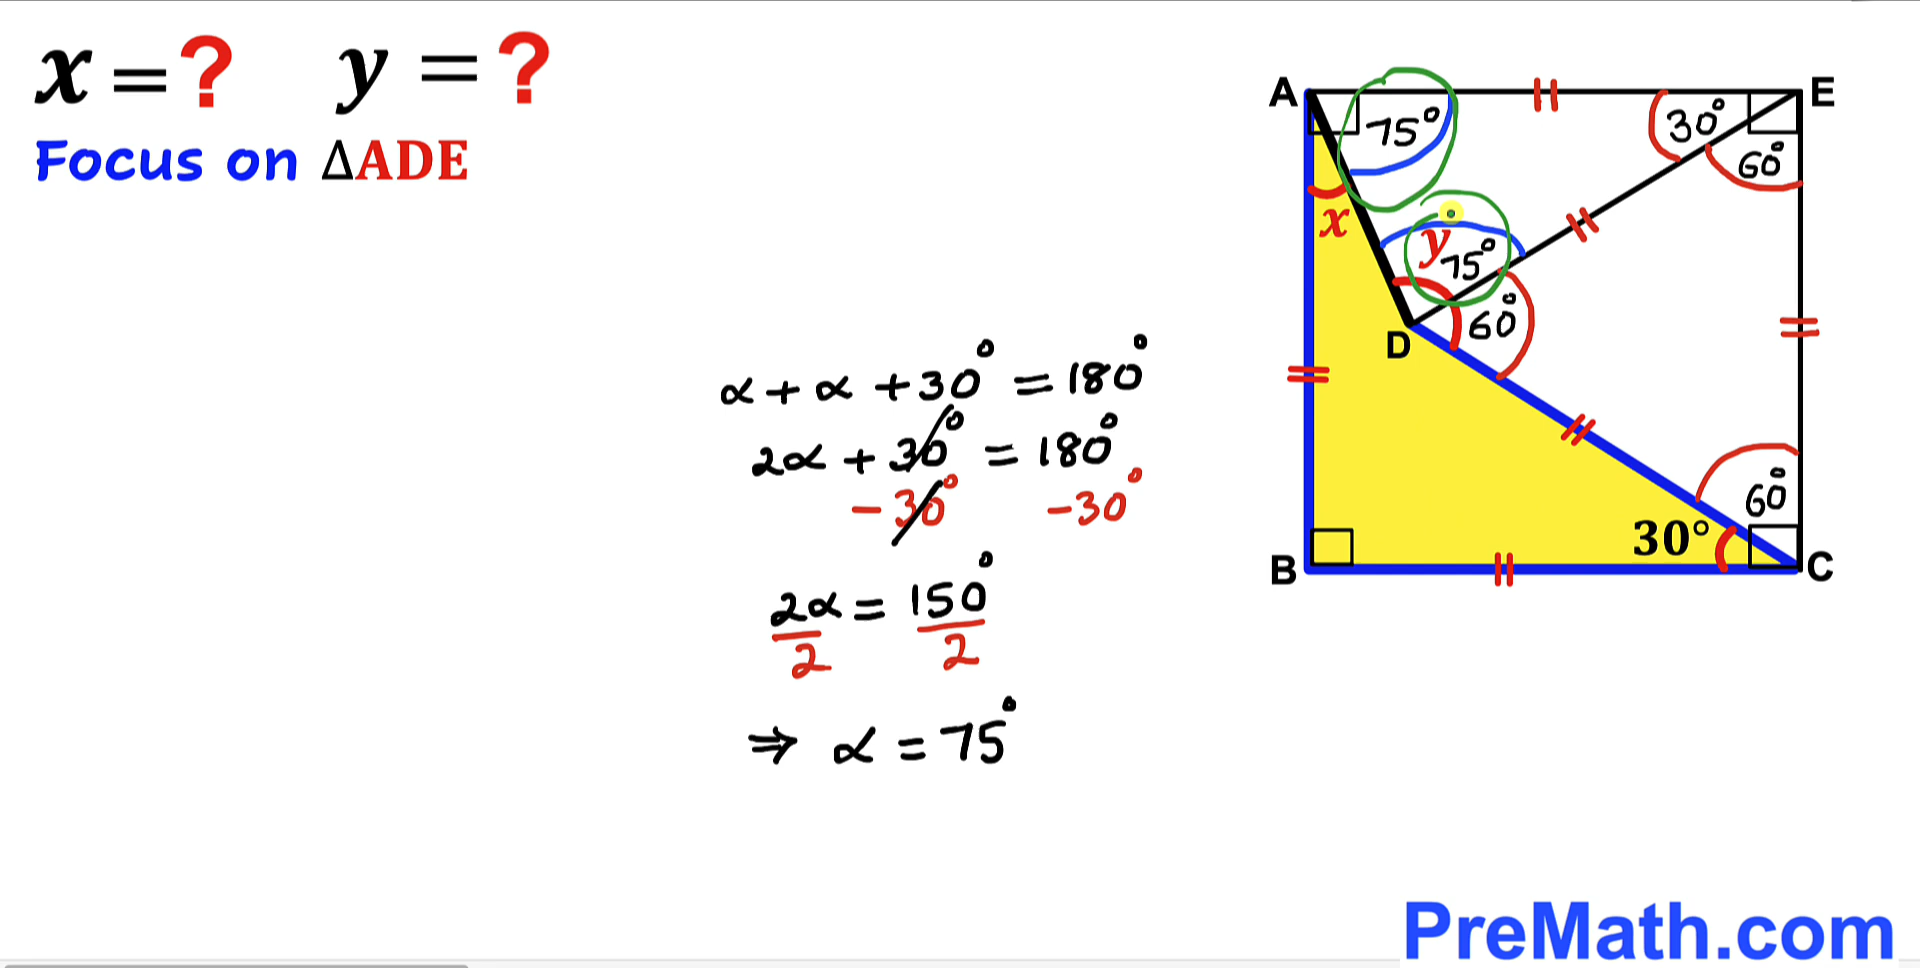 x = ? y = ?
Focus on ΔADE
α + α + 30° = 180°
2α + 30° = 180°
- 30° - 30°
2α = 150°
2 2
⇒ α = 75°
A 75° 30° E
60°
x y
75°
60°
D
60°
30°
B C
PreMath.com